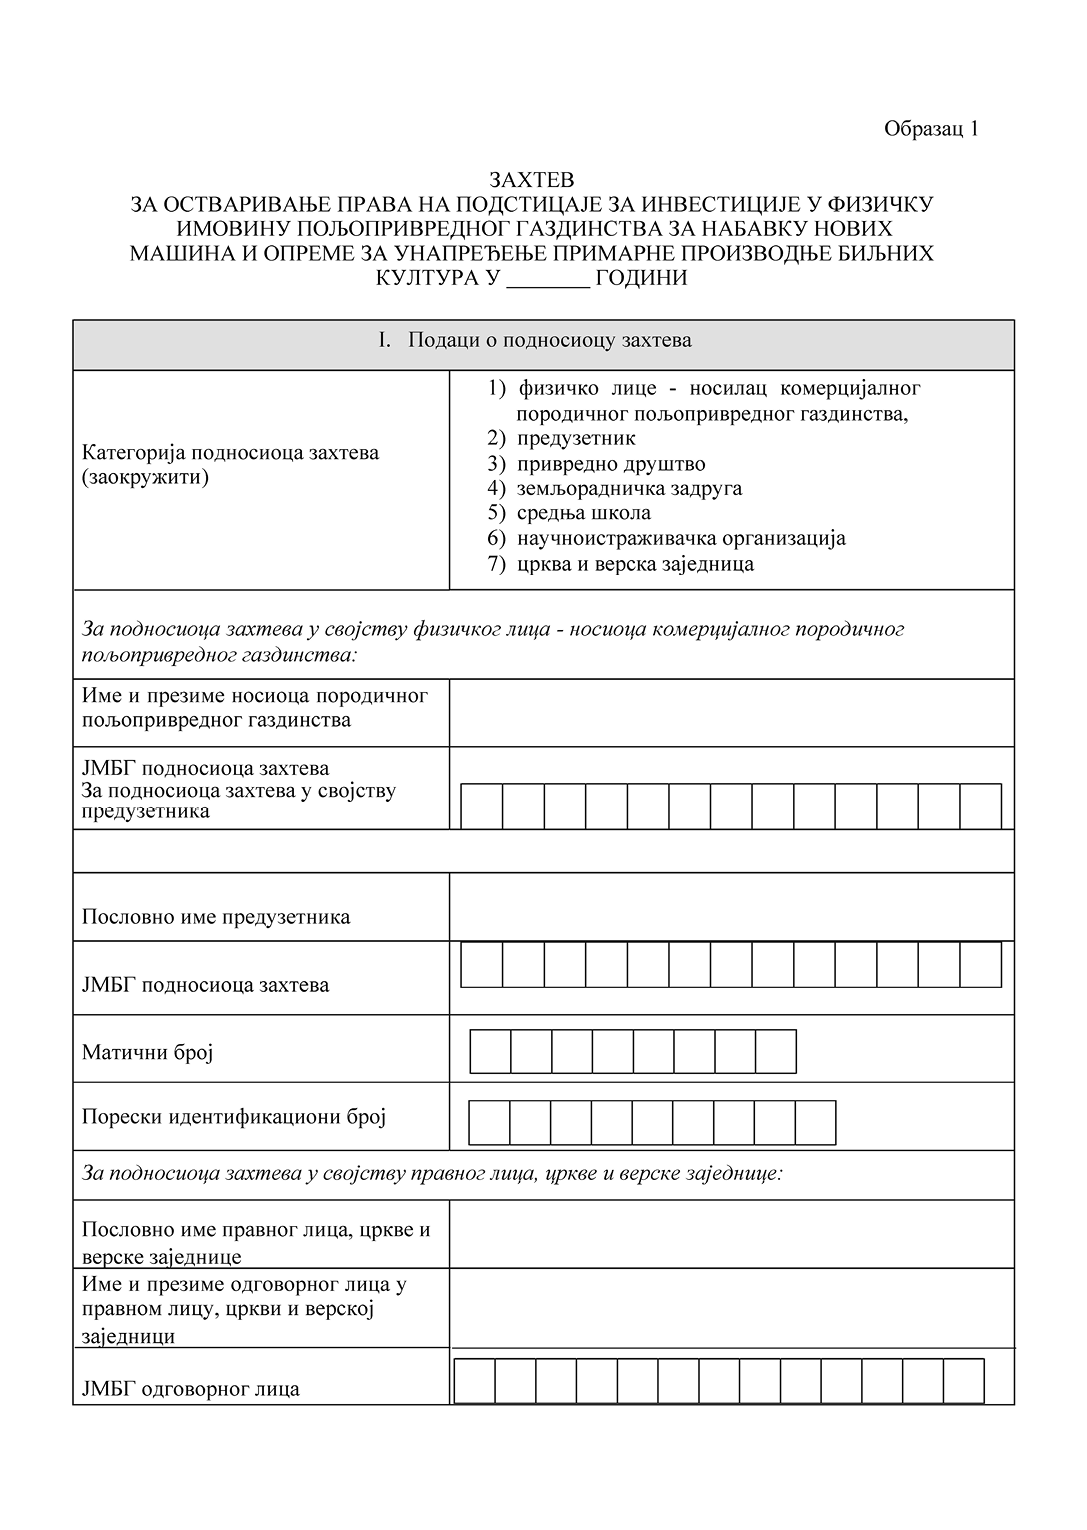 Образац 1
ЗАХТЕВ
ЗА ОСТВАРИВАЊЕ ПРАВА НА ПОДСТИЦАЈЕ ЗА ИНВЕСТИЦИЈЕ У ФИЗИЧКУ
ИМОВИНУ ПОЉОПРИВРЕДНОГ ГАЗДИНСТВА ЗА НАБАВКУ НОВИХ
МАШИНА И ОПРЕМЕ ЗА УНАПРЕЂЕЊЕ ПРИМАРНЕ ПРОИЗВОДЊЕ БИЉНИХ
КУЛТУРА У ________ ГОДИНИ
I. Подаци о подносиоцу захтева
Категорија подносиоца захтева
(заокружити)
1) физичко лице - носилац комерцијалног
породичног пољопривредног газдинства,
2) предузетник
3) привредно друштво
4) земљорадничка задруга
5) средња школа
6) научноистраживачка организација
7) црква и верска заједница
За подносиоца захтева у својству физичког лица - носиоца комерцијалног породичног
пољопривредног газдинства:
Име и презиме носиоца породичног
пољопривредног газдинства
ЈМБГ подносиоца захтева
За подносиоца захтева у својству
предузетника
Пословно име предузетника
ЈМБГ подносиоца захтева
Матични број
Порески идентификациони број
За подносиоца захтева у својству правног лица, цркве и верске заједнице:
Пословно име правног лица, цркве и
верске заједнице
Име и презиме одговорног лица у
правном лицу, цркви и верској
заједници
ЈМБГ одговорног лица